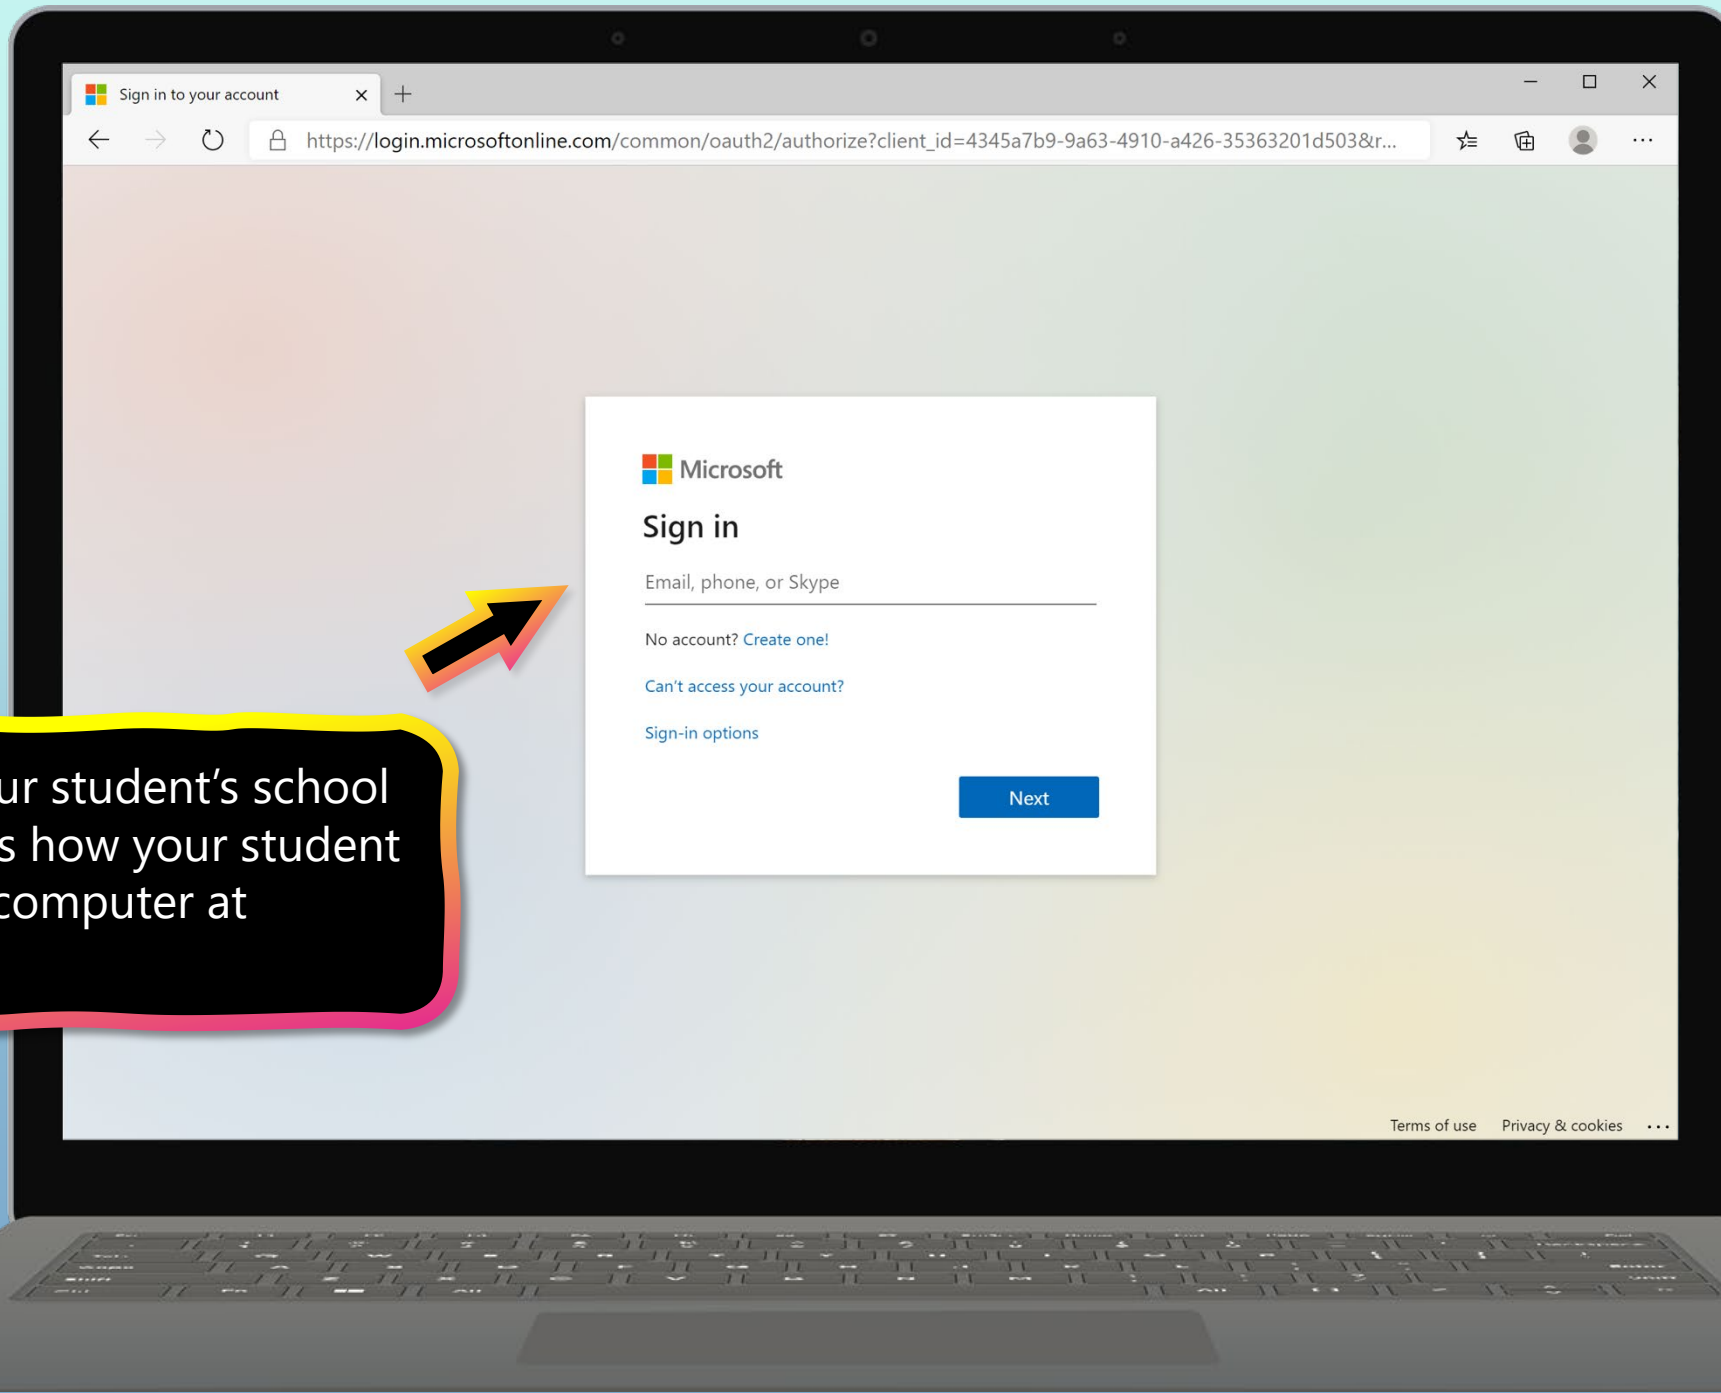 Sign in to your account
https://login.microsoftonline.com/common/oauth2/authorize?client_id=4345a7b9-9a63-4910-a426-35363201d503&r...
Microsoft
Sign in
Email, phone, or Skype
No account? Create one!
Can't access your account?
Sign-in options
Next
student's school
how your student
computer at
Terms of use Privacy & cookies